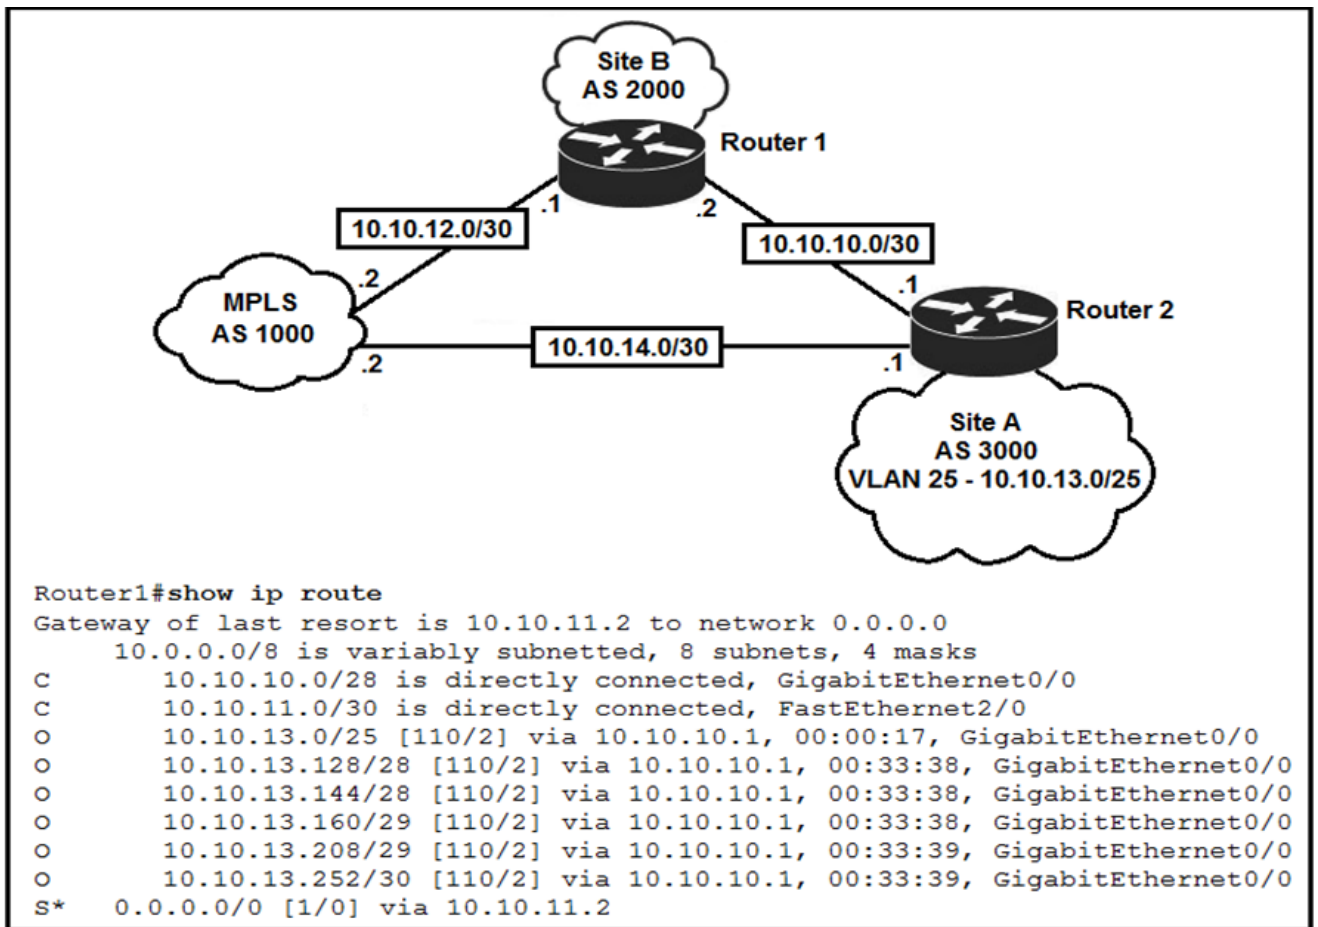 Site B
AS 2000
Router 1
.1
.2
10.10.12.0/30
10.10.10.0/30
.2
.1
MPLS
AS 1000
Router 2
10.10.14.0/30
.2
.1
Site A
AS 3000
VLAN 25 - 10.10.13.0/25
Router1#show ip route
Gateway of last resort is 10.10.11.2 to network 0.0.0.0
10.0.0.0/8 is variably subnetted, 8 subnets, 4 masks
C 10.10.10.0/28 is directly connected, GigabitEthernet0/0
C 10.10.11.0/30 is directly connected, FastEthernet2/0
O 10.10.13.0/25 [110/2] via 10.10.10.1, 00:00:17, GigabitEthernet0/0
O 10.10.13.128/28 [110/2] via 10.10.10.1, 00:33:38, GigabitEthernet0/0
O 10.10.13.144/28 [110/2] via 10.10.10.1, 00:33:38, GigabitEthernet0/0
O 10.10.13.160/29 [110/2] via 10.10.10.1, 00:33:38, GigabitEthernet0/0
O 10.10.13.208/29 [110/2] via 10.10.10.1, 00:33:39, GigabitEthernet0/0
O 10.10.13.252/30 [110/2] via 10.10.10.1, 00:33:39, GigabitEthernet0/0
S* 0.0.0.0/0 [1/0] via 10.10.11.2